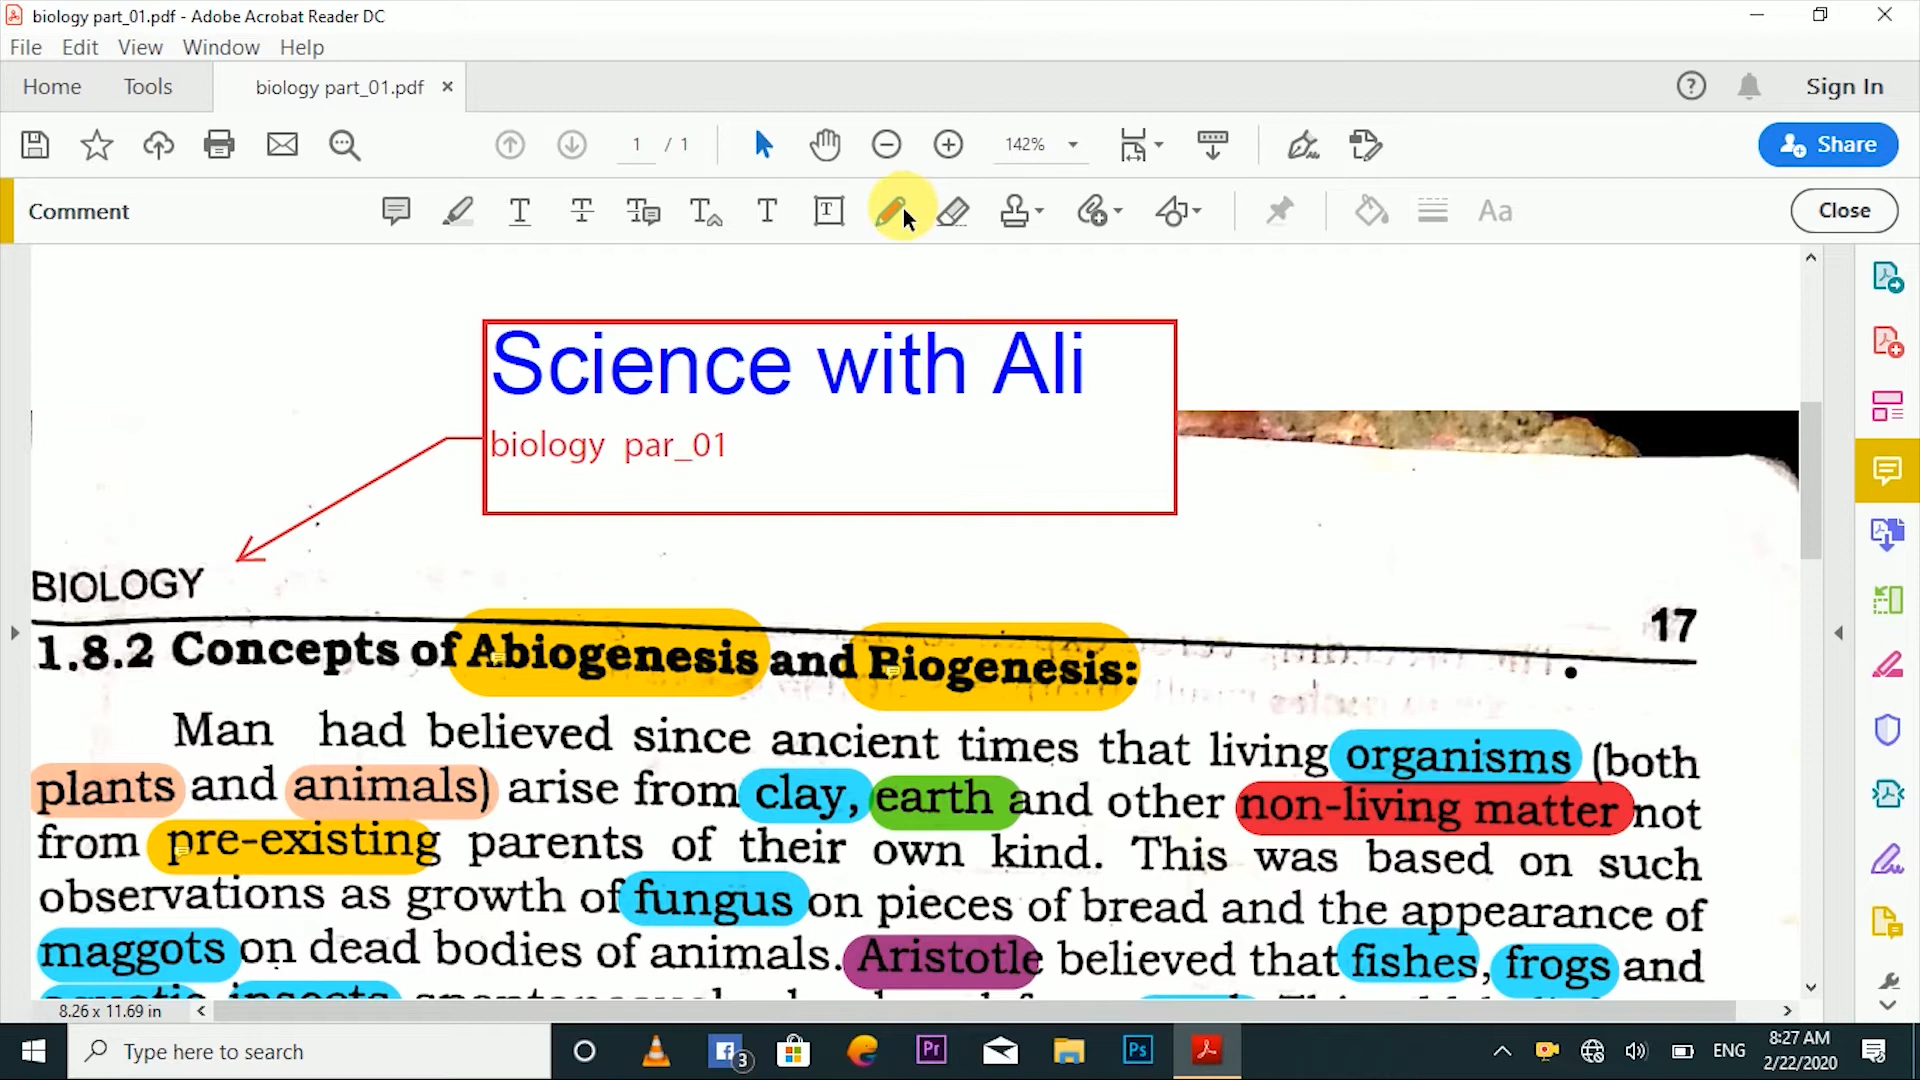 biology part_01.pdf - Adobe Acrobat Reader DC
File Edit View Window Help
Home Tools biology part_01.pdf × Sign In
1 / 1 142% Share
Comment Aa Close
Science with Ali
biology par_01
BIOLOGY
17
1.8.2 Concepts of Abiogenesis and Biogenesis:
Man had believed since ancient times that living organisms (both
plants and animals) arise from clay, earth and other non-living matter not
from pre-existing parents of their own kind. This was based on such
observations as growth of fungus on pieces of bread and the appearance of
maggots on dead bodies of animals. Aristotle believed that fishes, frogs and
8.26 x 11.69 in
Type here to search
3
Pr
Ps
ENG
8:27 AM
2/22/2020